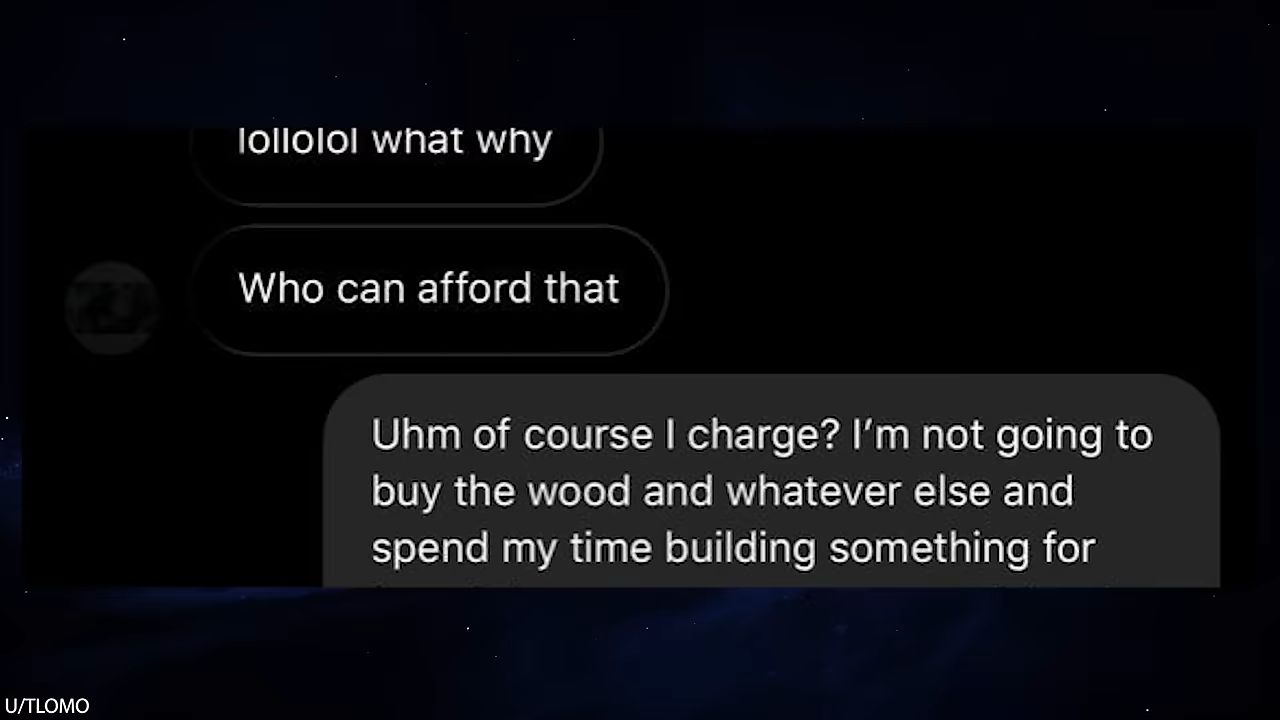 lollolol what why
Who can afford that
Uhm of course I charge? I’m not going to
buy the wood and whatever else and
spend my time building something for
U/TLOMO